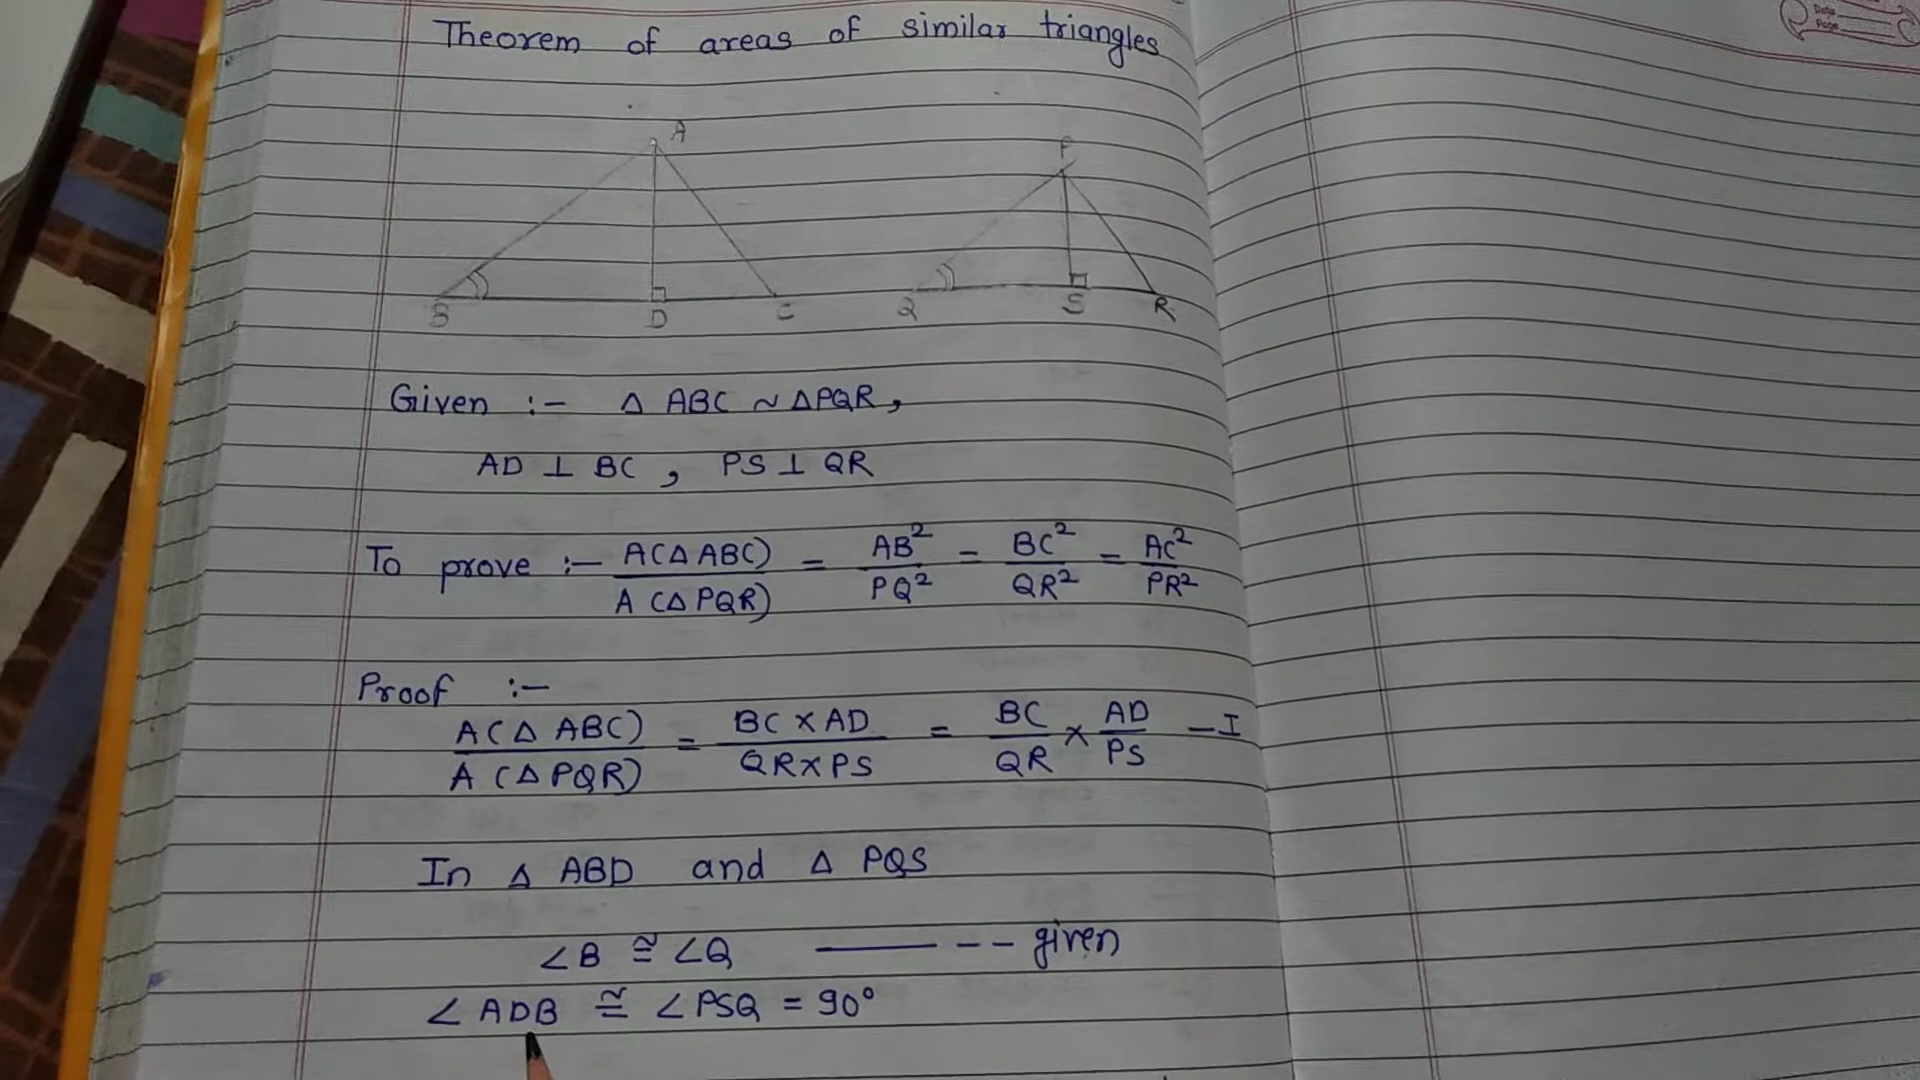 Theorem of areas of similar triangles
A
P
B D C Q S R
Given :- Δ ABC ~ ΔPQR,
AD ⊥ BC , PS ⊥ QR
To prove :- A(Δ ABC) / A (Δ PQR) = AB² / PQ² = BC² / QR² = AC² / PR²
Proof :-
A(Δ ABC) / A (Δ PQR) = BC × AD / QR × PS = BC / QR × AD / PS - I
In Δ ABD and Δ PQS
∠B ≅ ∠Q ——— -- given
∠ ADB ≅ ∠ PSQ = 90°